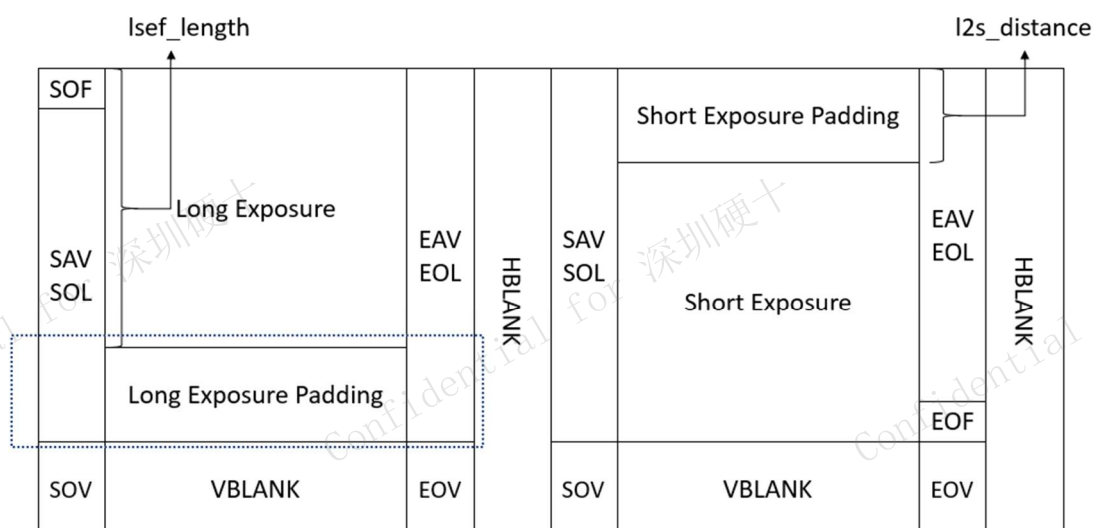 lsef_length
l2s_distance
SOF
Short Exposure Padding
Long Exposure
SAV
SOL
EAV
EOL
HBLANK
SAV
SOL
Short Exposure
EAV
EOL
HBLANK
Long Exposure Padding
EOF
SOV
VBLANK
EOV
SOV
VBLANK
EOV
Confidential for 深圳硬十
Confidential
al for 深圳硬十